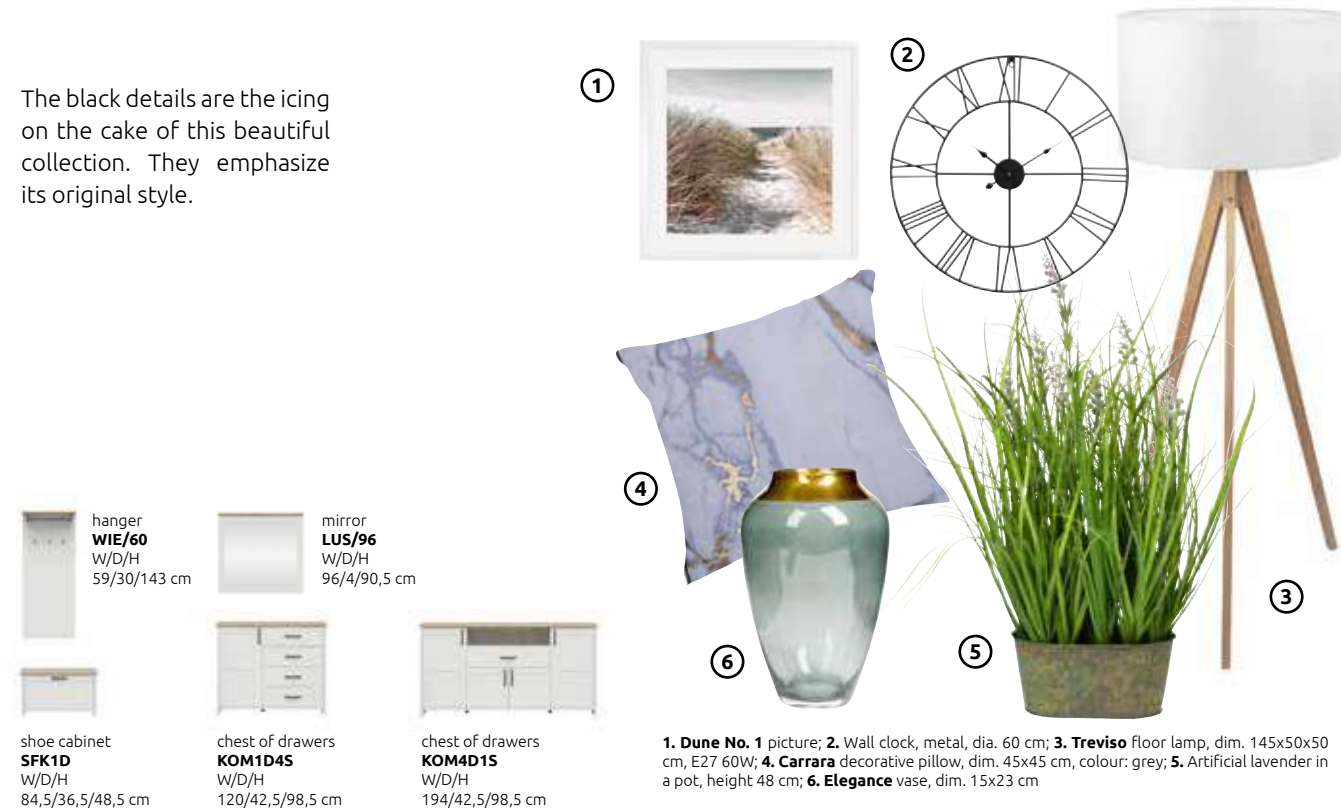 The black details are the icing
on the cake of this beautiful
collection. They emphasize
its original style.
1
2
3
4
5
6
hanger
WIE/60
W/D/H
59/30/143 cm
mirror
LUS/96
W/D/H
96/4/90,5 cm
shoe cabinet
SFK1D
W/D/H
84,5/36,5/48,5 cm
chest of drawers
KOM1D4S
W/D/H
120/42,5/98,5 cm
chest of drawers
KOM4D1S
W/D/H
194/42,5/98,5 cm
1. Dune No. 1 picture; 2. Wall clock, metal, dia. 60 cm; 3. Treviso floor lamp, dim. 145x50x50
cm, E27 60W; 4. Carrara decorative pillow, dim. 45x45 cm, colour: grey; 5. Artificial lavender in
a pot, height 48 cm; 6. Elegance vase, dim. 15x23 cm